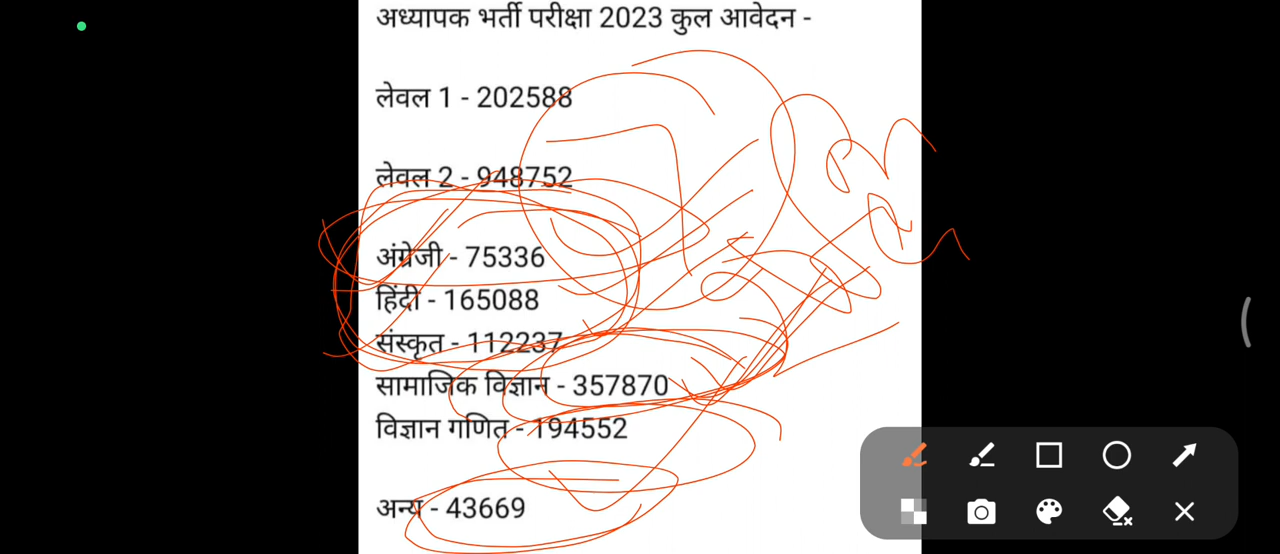 अध्यापक भर्ती परीक्षा 2023 कुल आवेदन -
लेवल 1 - 202588
लेवल 2 - 948752
अंग्रेजी - 75336
हिंदी - 165088
संस्कृत - 112237
सामाजिक विज्ञान - 357870
विज्ञान गणित - 194552
अन्य - 43669